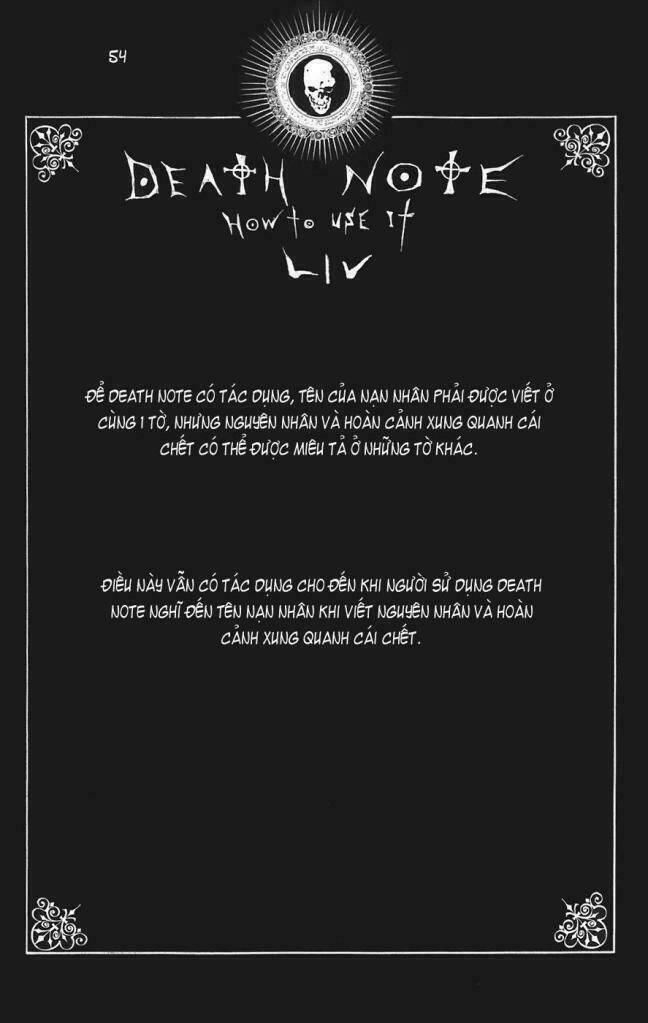 54
DEATH NOTE
HOW TO USE IT
LIV
ĐỂ DEATH NOTE CÓ TÁC DỤNG, TÊN CỦA NẠN NHÂN PHẢI ĐƯỢC VIẾT Ở
CÙNG 1 TỜ, NHƯNG NGUYÊN NHÂN VÀ HOÀN CẢNH XUNG QUANH CÁI
CHẾT CÓ THỂ ĐƯỢC MIÊU TẢ Ở NHỮNG TỜ KHÁC.
ĐIỀU NÀY VẪN CÓ TÁC DỤNG CHO ĐẾN KHI NGƯỜI SỬ DỤNG DEATH
NOTE NGHĨ ĐẾN TÊN NẠN NHÂN KHI VIẾT NGUYÊN NHÂN VÀ HOÀN
CẢNH XUNG QUANH CÁI CHẾT.